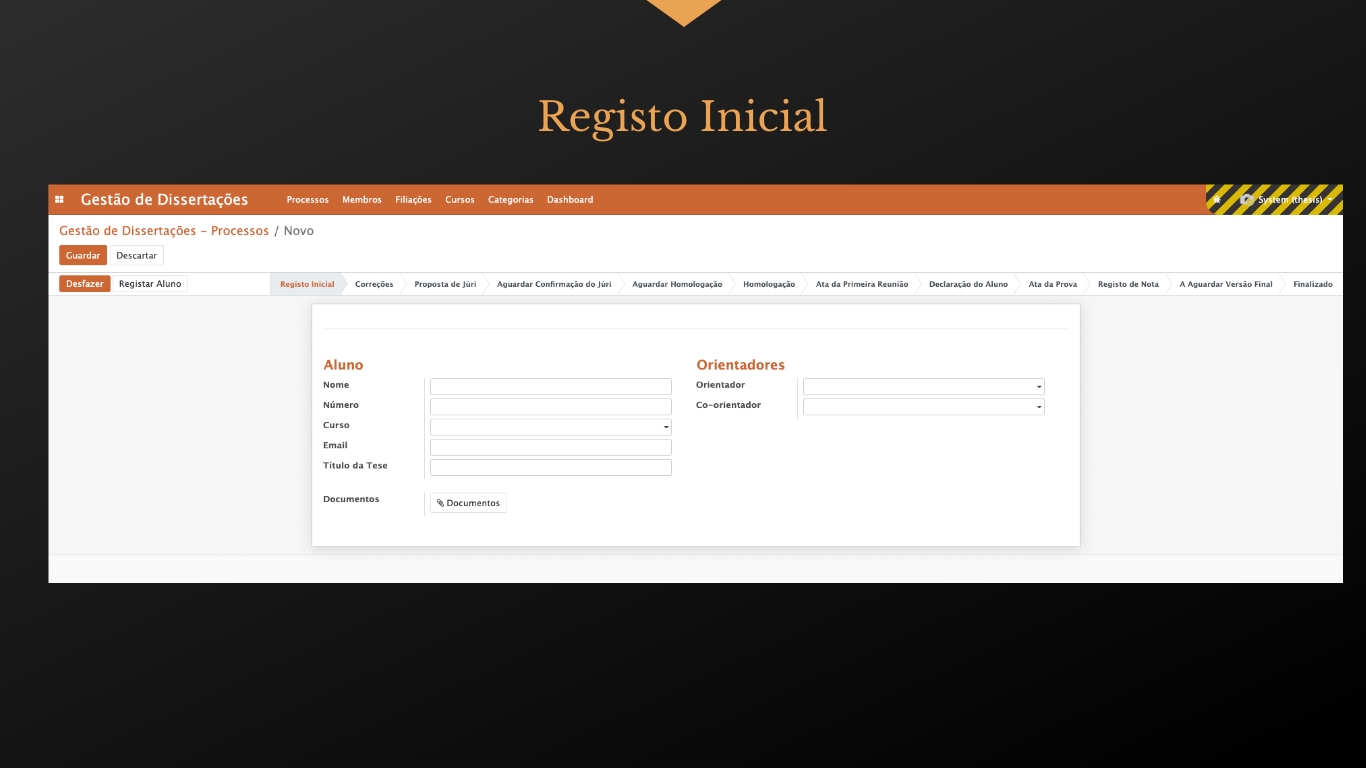 Registo Inicial
Gestão de Dissertações Processos Membros Filiações Cursos Categorias Dashboard System (thesis)
Gestão de Dissertações - Processos / Novo
Guardar Descartar
Desfazer Registar Aluno Registo Inicial Correções Proposta de Júri Aguardar Confirmação do Júri Aguardar Homologação Homologação Ata da Primeira Reunião Declaração do Aluno Ata da Prova Registo de Nota A Aguardar Versão Final Finalizado
Aluno Orientadores
Nome Orientador
Número Co-orientador
Curso
Email
Título da Tese
Documentos Documentos